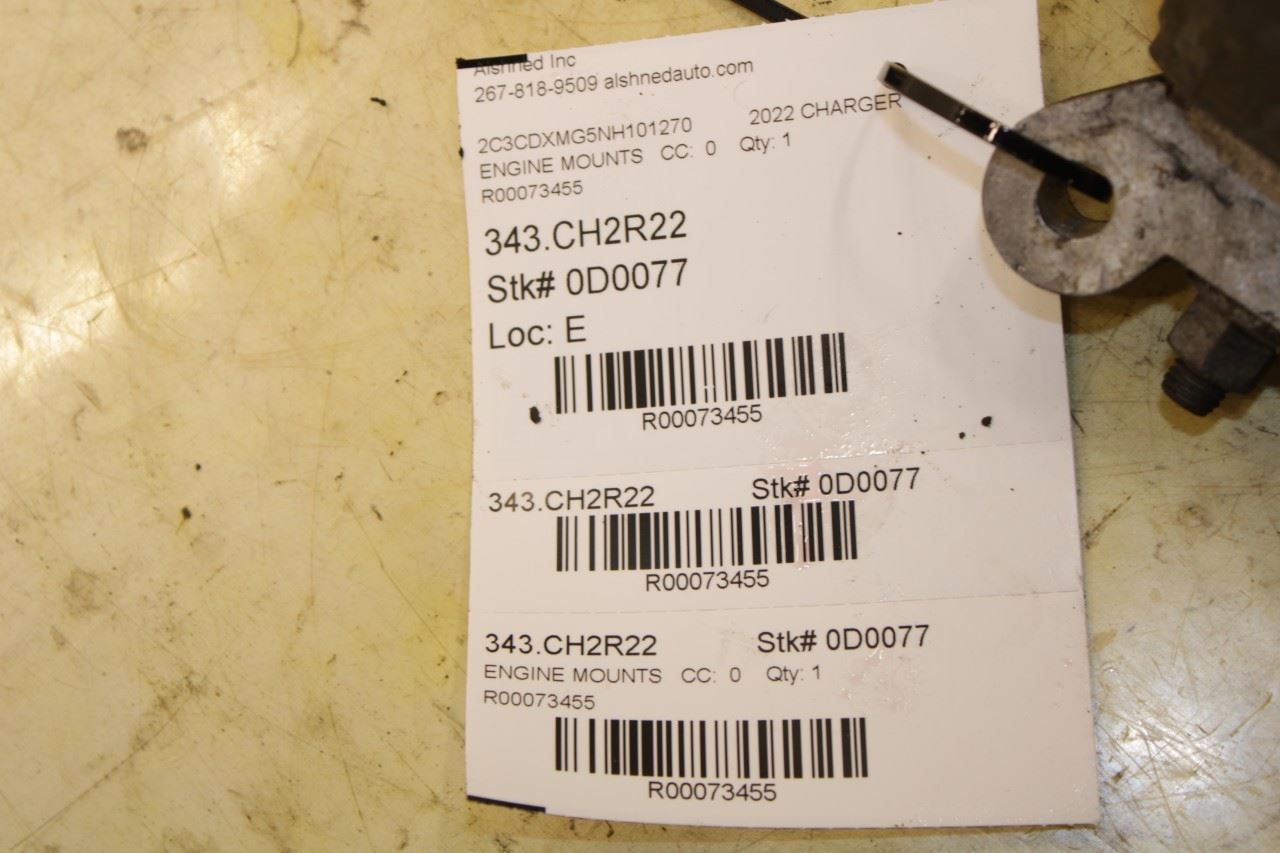 Alshned Inc
267-818-9509 alshnedauto.com
2C3CDXMG5NH101270 2022 CHARGER
ENGINE MOUNTS CC: 0 Qty: 1
R00073455
343.CH2R22
Stk# 0D0077
Loc: E
R00073455
343.CH2R22 Stk# 0D0077
R00073455
343.CH2R22 Stk# 0D0077
ENGINE MOUNTS CC: 0 Qty: 1
R00073455
R00073455